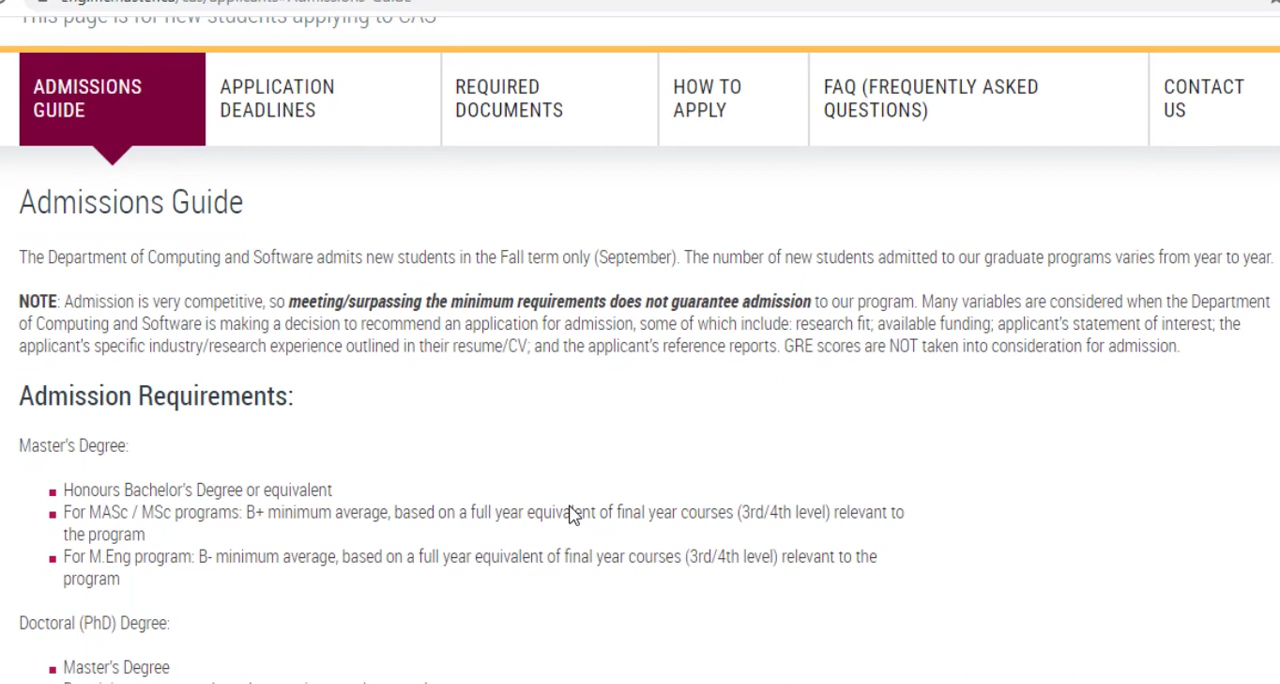 This page is for new students applying to CAS
ADMISSIONS
GUIDE
APPLICATION
DEADLINES
REQUIRED
DOCUMENTS
HOW TO
APPLY
FAQ (FREQUENTLY ASKED
QUESTIONS)
CONTACT
US
Admissions Guide
The Department of Computing and Software admits new students in the Fall term only (September). The number of new students admitted to our graduate programs varies from year to year.
NOTE: Admission is very competitive, so meeting/surpassing the minimum requirements does not guarantee admission to our program. Many variables are considered when the Department
of Computing and Software is making a decision to recommend an application for admission, some of which include: research fit; available funding; applicant's statement of interest; the
applicant's specific industry/research experience outlined in their resume/CV; and the applicant's reference reports. GRE scores are NOT taken into consideration for admission.
Admission Requirements:
Master's Degree:
Honours Bachelor's Degree or equivalent
For MASc / MSc programs: B+ minimum average, based on a full year equivalent of final year courses (3rd/4th level) relevant to
the program
For M.Eng program: B- minimum average, based on a full year equivalent of final year courses (3rd/4th level) relevant to the
program
Doctoral (PhD) Degree:
Master's Degree